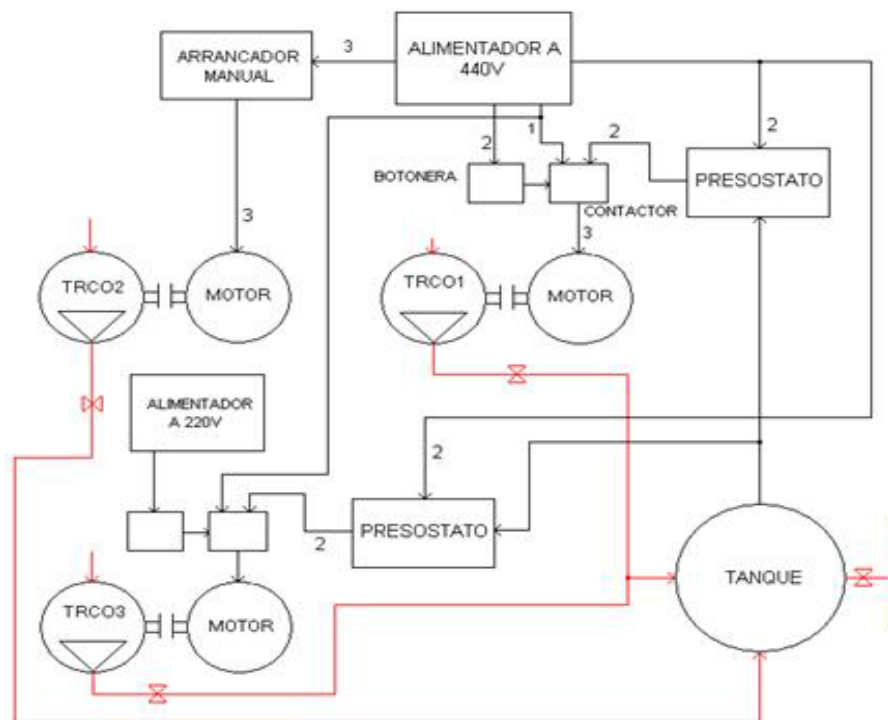 ARRANCADOR
MANUAL
3
ALIMENTADOR A
440V
2
1
2
2
BOTONERA
CONTACTOR
PRESOSTATO
3
3
TRCO2
MOTOR
TRCO1
MOTOR
ALIMENTADOR
A 220V
2
PRESOSTATO
2
TANQUE
TRCO3
MOTOR